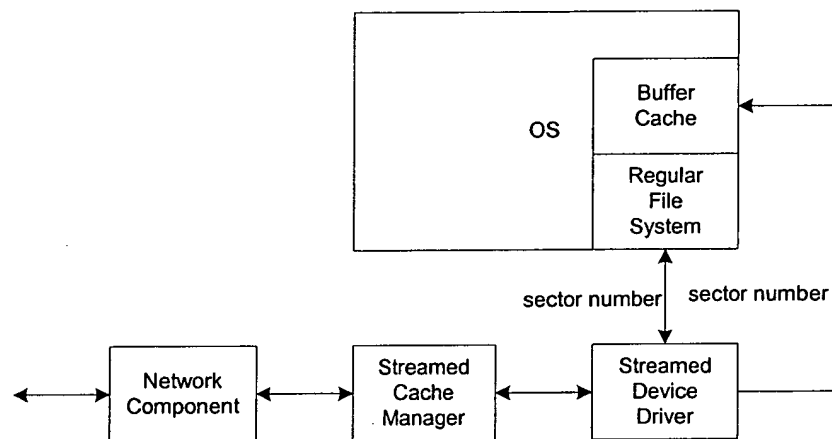 Buffer
Cache
OS
Regular
File
System
sector number
sector number
Network
Component
Streamed
Cache
Manager
Streamed
Device
Driver